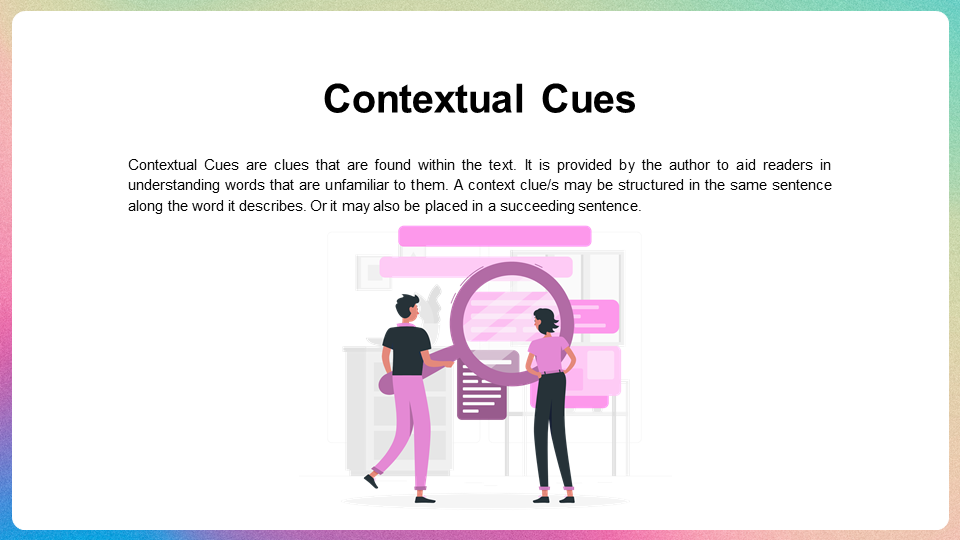 Contextual Cues
Contextual Cues are clues that are found within the text. It is provided by the author to aid readers in
understanding words that are unfamiliar to them. A context clue/s may be structured in the same sentence
along the word it describes. Or it may also be placed in a succeeding sentence.